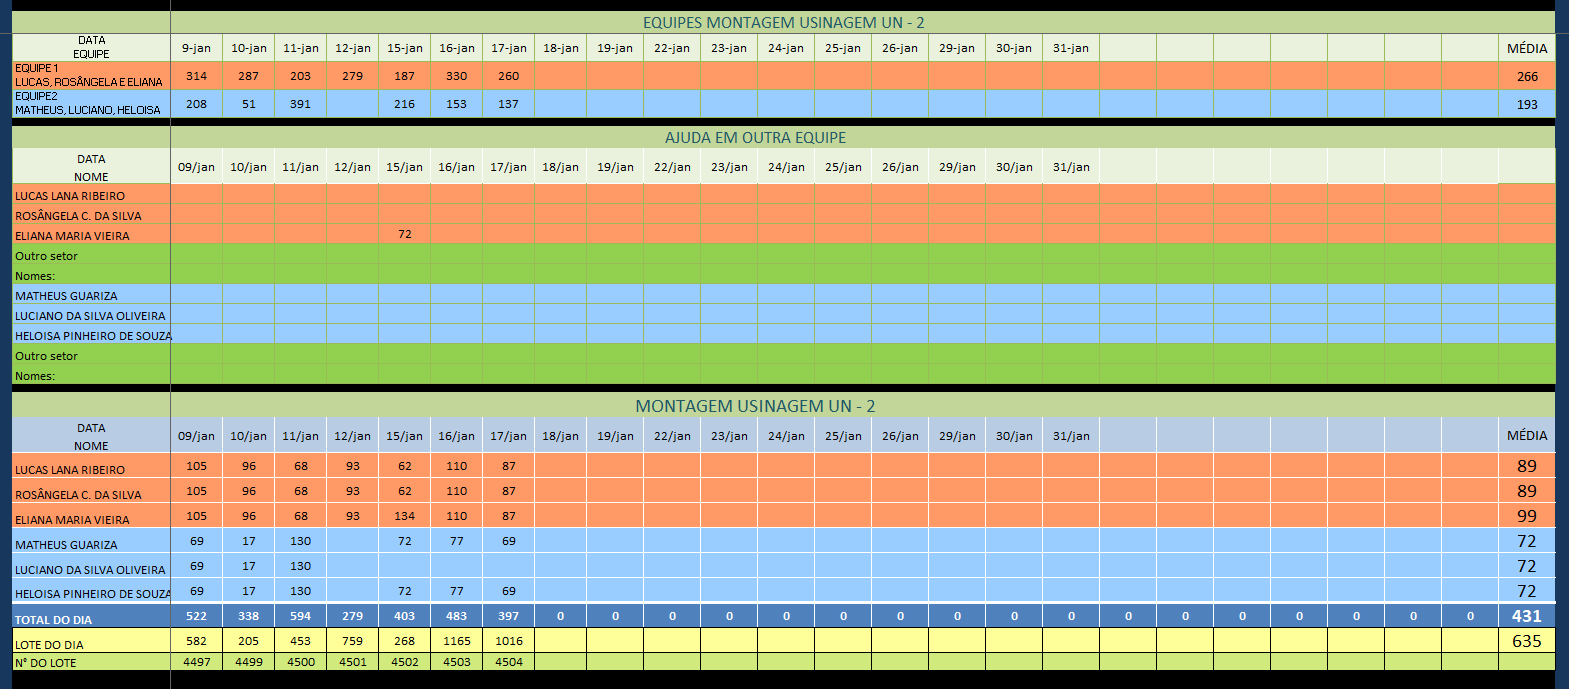 EQUIPES MONTAGEM USINAGEM UN - 2
DATA
EQUIPE 9-jan 10-jan 11-jan 12-jan 15-jan 16-jan 17-jan 18-jan 19-jan 22-jan 23-jan 24-jan 25-jan 26-jan 29-jan 30-jan 31-jan MÉDIA
EQUIPE 1
LUCAS, ROSÂNGELA E ELIANA 314 287 203 279 187 330 260 266
EQUIPE2
MATHEUS, LUCIANO, HELOISA 208 51 391 216 153 137 193
AJUDA EM OUTRA EQUIPE
DATA
NOME 09/jan 10/jan 11/jan 12/jan 15/jan 16/jan 17/jan 18/jan 19/jan 22/jan 23/jan 24/jan 25/jan 26/jan 29/jan 30/jan 31/jan
LUCAS LANA RIBEIRO
ROSÂNGELA C. DA SILVA
ELIANA MARIA VIEIRA 72
Outro setor
Nomes:
MATHEUS GUARIZA
LUCIANO DA SILVA OLIVEIRA
HELOISA PINHEIRO DE SOUZA
Outro setor
Nomes:
MONTAGEM USINAGEM UN - 2
DATA
NOME 09/jan 10/jan 11/jan 12/jan 15/jan 16/jan 17/jan 18/jan 19/jan 22/jan 23/jan 24/jan 25/jan 26/jan 29/jan 30/jan 31/jan MÉDIA
LUCAS LANA RIBEIRO 105 96 68 93 62 110 87 89
ROSÂNGELA C. DA SILVA 105 96 68 93 62 110 87 89
ELIANA MARIA VIEIRA 105 96 68 93 134 110 87 99
MATHEUS GUARIZA 69 17 130 72 77 69 72
LUCIANO DA SILVA OLIVEIRA 69 17 130 72
HELOISA PINHEIRO DE SOUZA 69 17 130 72 77 69 72
TOTAL DO DIA 522 338 594 279 403 483 397 0 0 0 0 0 0 0 0 0 0 0 0 0 0 0 0 0 431
LOTE DO DIA 582 205 453 759 268 1165 1016 635
N° DO LOTE 4497 4499 4500 4501 4502 4503 4504